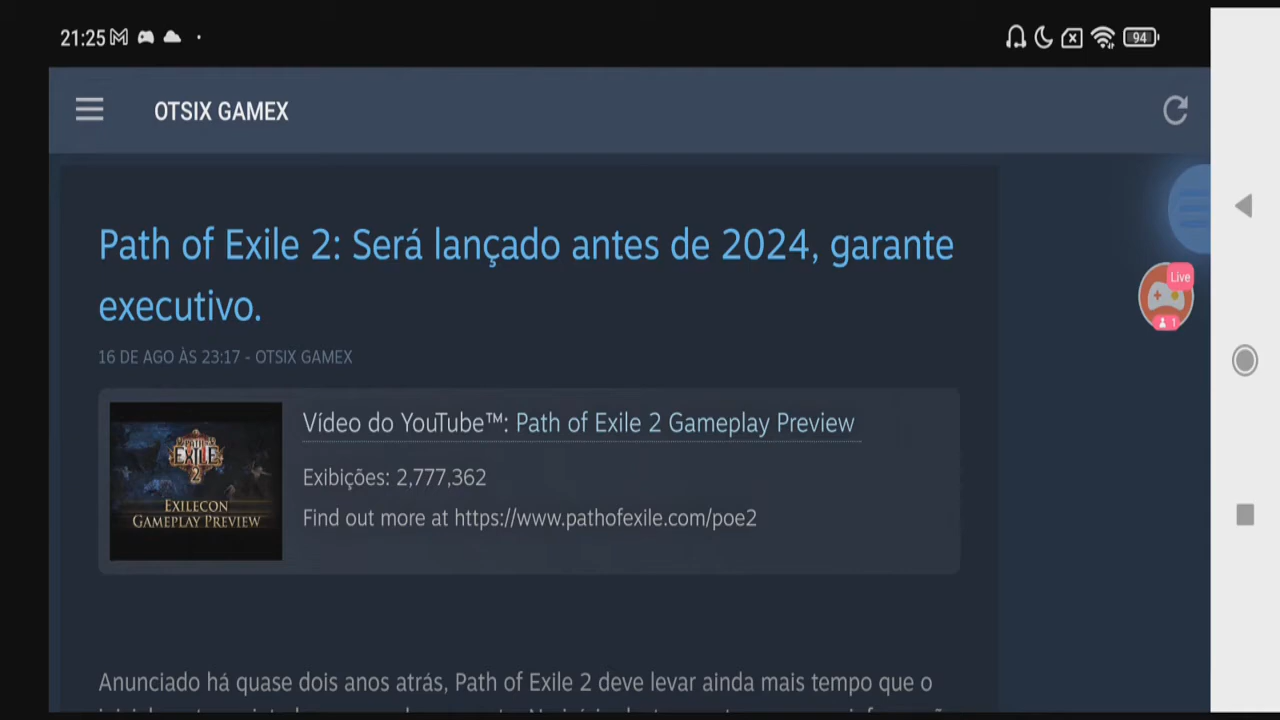 21:25
94
OTSIX GAMEX
Live
1
Path of Exile 2: Será lançado antes de 2024, garante
executivo.
16 DE AGO ÀS 23:17 - OTSIX GAMEX
PATH OF
EXILE
2
EXILECON
GAMEPLAY PREVIEW
Vídeo do YouTube™: Path of Exile 2 Gameplay Preview
Exibições: 2,777,362
Find out more at https://www.pathofexile.com/poe2
Anunciado há quase dois anos atrás, Path of Exile 2 deve levar ainda mais tempo que o